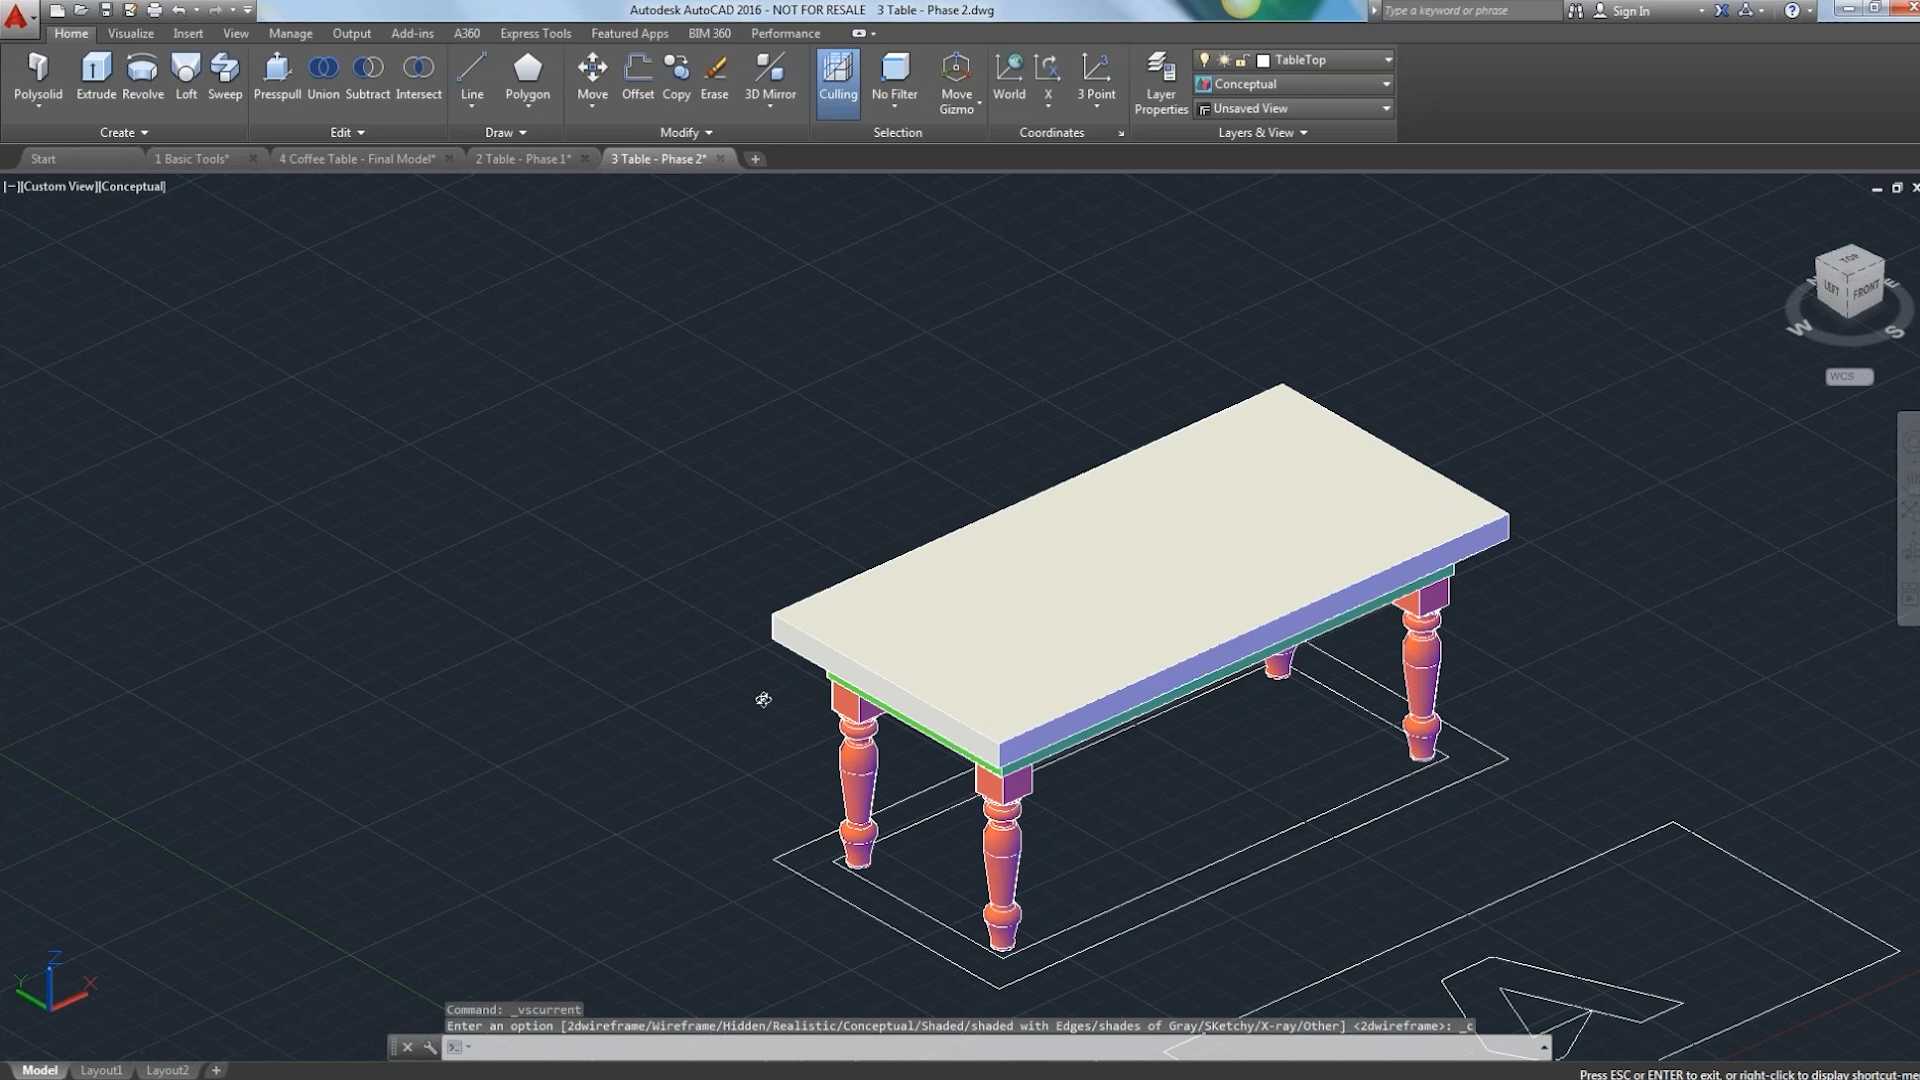 Autodesk AutoCAD 2016 - NOT FOR RESALE 3 Table - Phase 2.dwg
Type a keyword or phrase
Sign In
Home Visualize Insert View Manage Output Add-ins A360 Express Tools Featured Apps BIM 360 Performance
Polysolid Extrude Revolve Loft Sweep Presspull Union Subtract Intersect Line Polygon Move Offset Copy Erase 3D Mirror Culling No Filter Move Gizmo World X 3 Point Layer Properties
TableTop
Conceptual
Unsaved View
Create Edit Draw Modify Selection Coordinates Layers & View
Start 1 Basic Tools* 4 Coffee Table - Final Model* 2 Table - Phase 1* 3 Table - Phase 2*
[−][Custom View][Conceptual]
TOP
LEFT FRONT
E
W S
WCS
Z
Y X
Command: _vscurrent
Enter an option [2dwireframe/Wireframe/Hidden/Realistic/Conceptual/Shaded/shaded with Edges/shades of Gray/SKetchy/X-ray/Other] <2dwireframe>: _c
Model Layout1 Layout2
Press ESC or ENTER to exit, or right-click to display shortcut-me